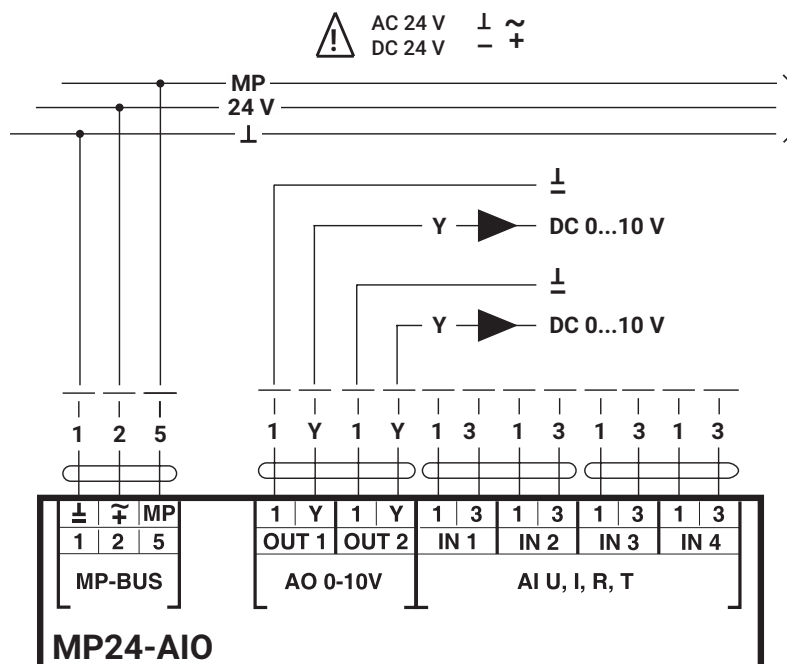 AC 24 V ⊥ ~
DC 24 V − +
MP
24 V
⊥
Y DC 0...10 V
Y DC 0...10 V
1 2 5 1 Y 1 Y 1 3 1 3 1 3 1 3
MP 1 Y 1 Y 1 3 1 3 1 3 1 3
1 2 5 OUT 1 OUT 2 IN 1 IN 2 IN 3 IN 4
MP-BUS AO 0-10V AI U, I, R, T
MP24-AIO